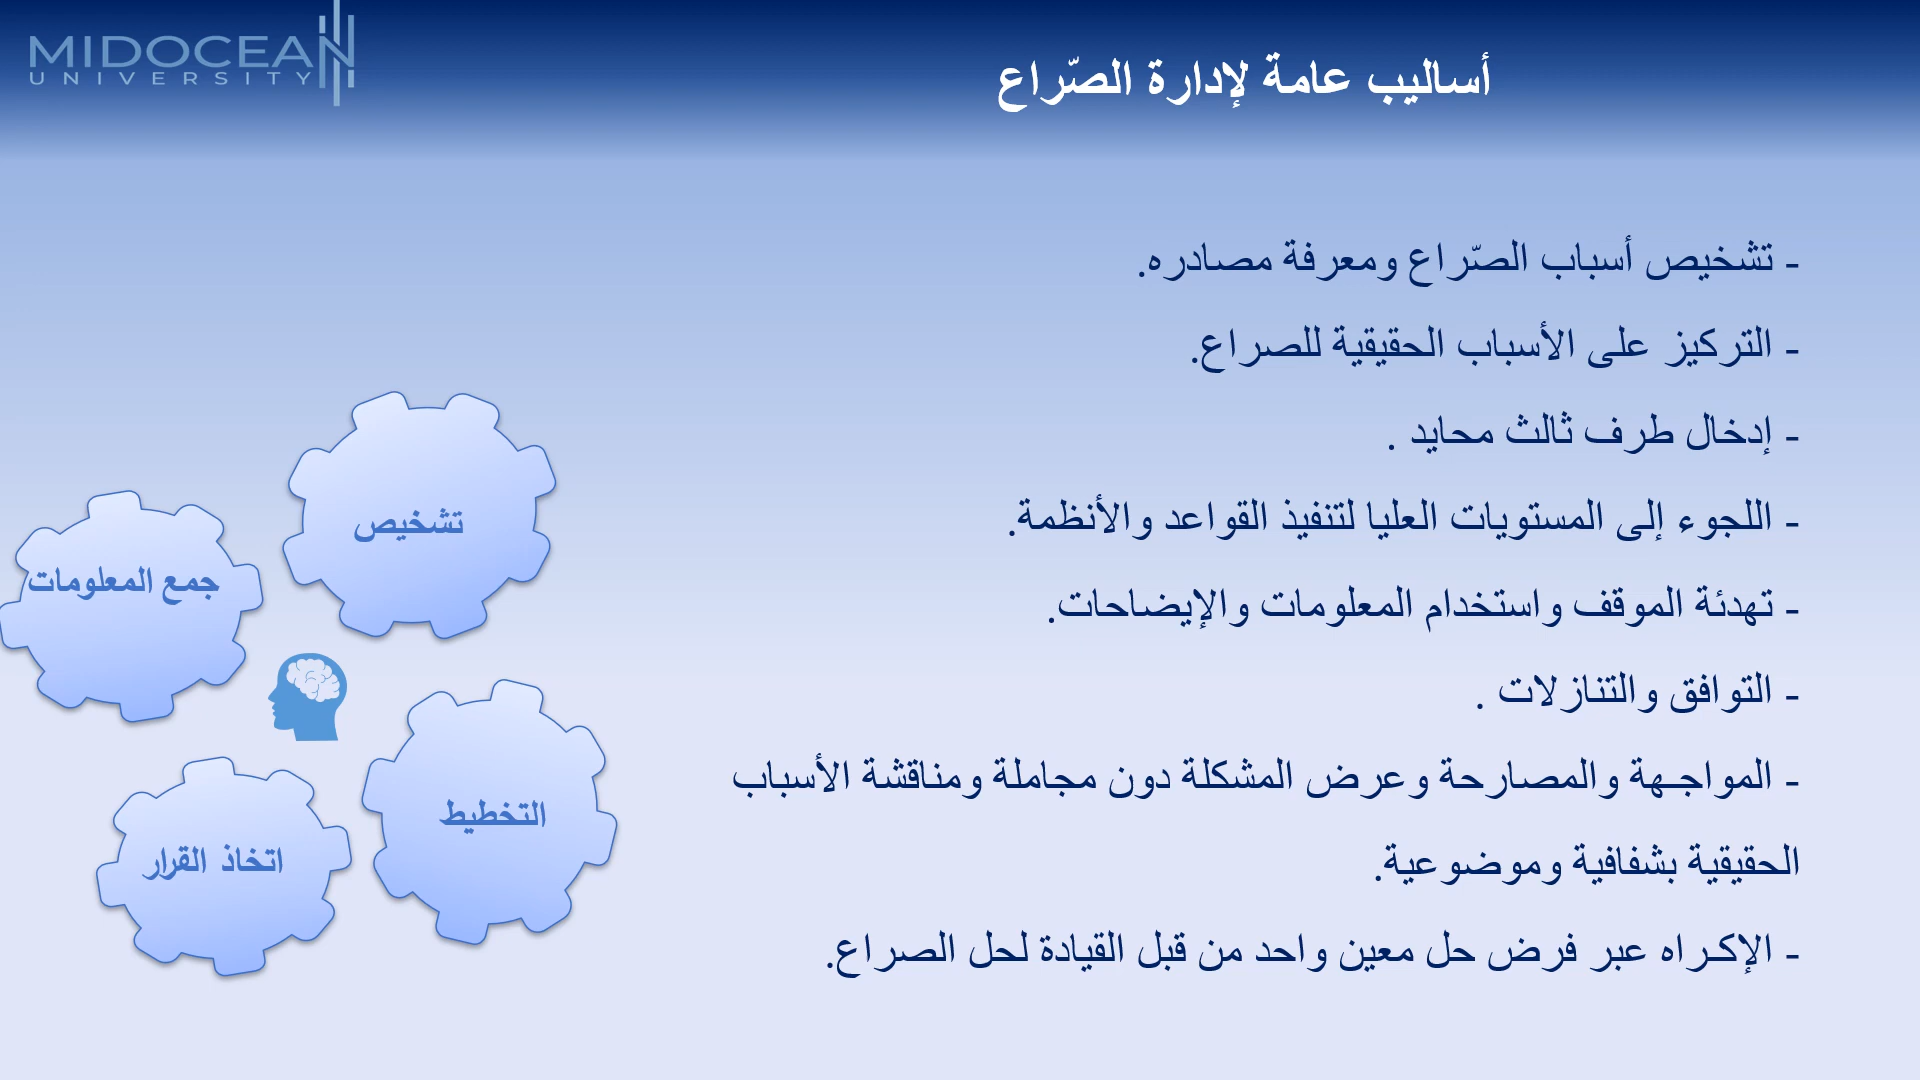 MIDOCEAN
UNIVERSITY
أساليب عامة لإدارة الصّراع
- تشخيص أسباب الصّراع ومعرفة مصادره.
- التركيز على الأسباب الحقيقية للصراع.
- إدخال طرف ثالث محايد .
- اللجوء إلى المستويات العليا لتنفيذ القواعد والأنظمة.
- تهدئة الموقف واستخدام المعلومات والإيضاحات.
- التوافق والتنازلات .
- المواجـهة والمصارحة وعرض المشكلة دون مجاملة ومناقشة الأسباب
الحقيقية بشفافية وموضوعية.
- الإكـراه عبر فرض حل معين واحد من قبل القيادة لحل الصراع.
تشخيص
جمع المعلومات
التخطيط
اتخاذ القرار